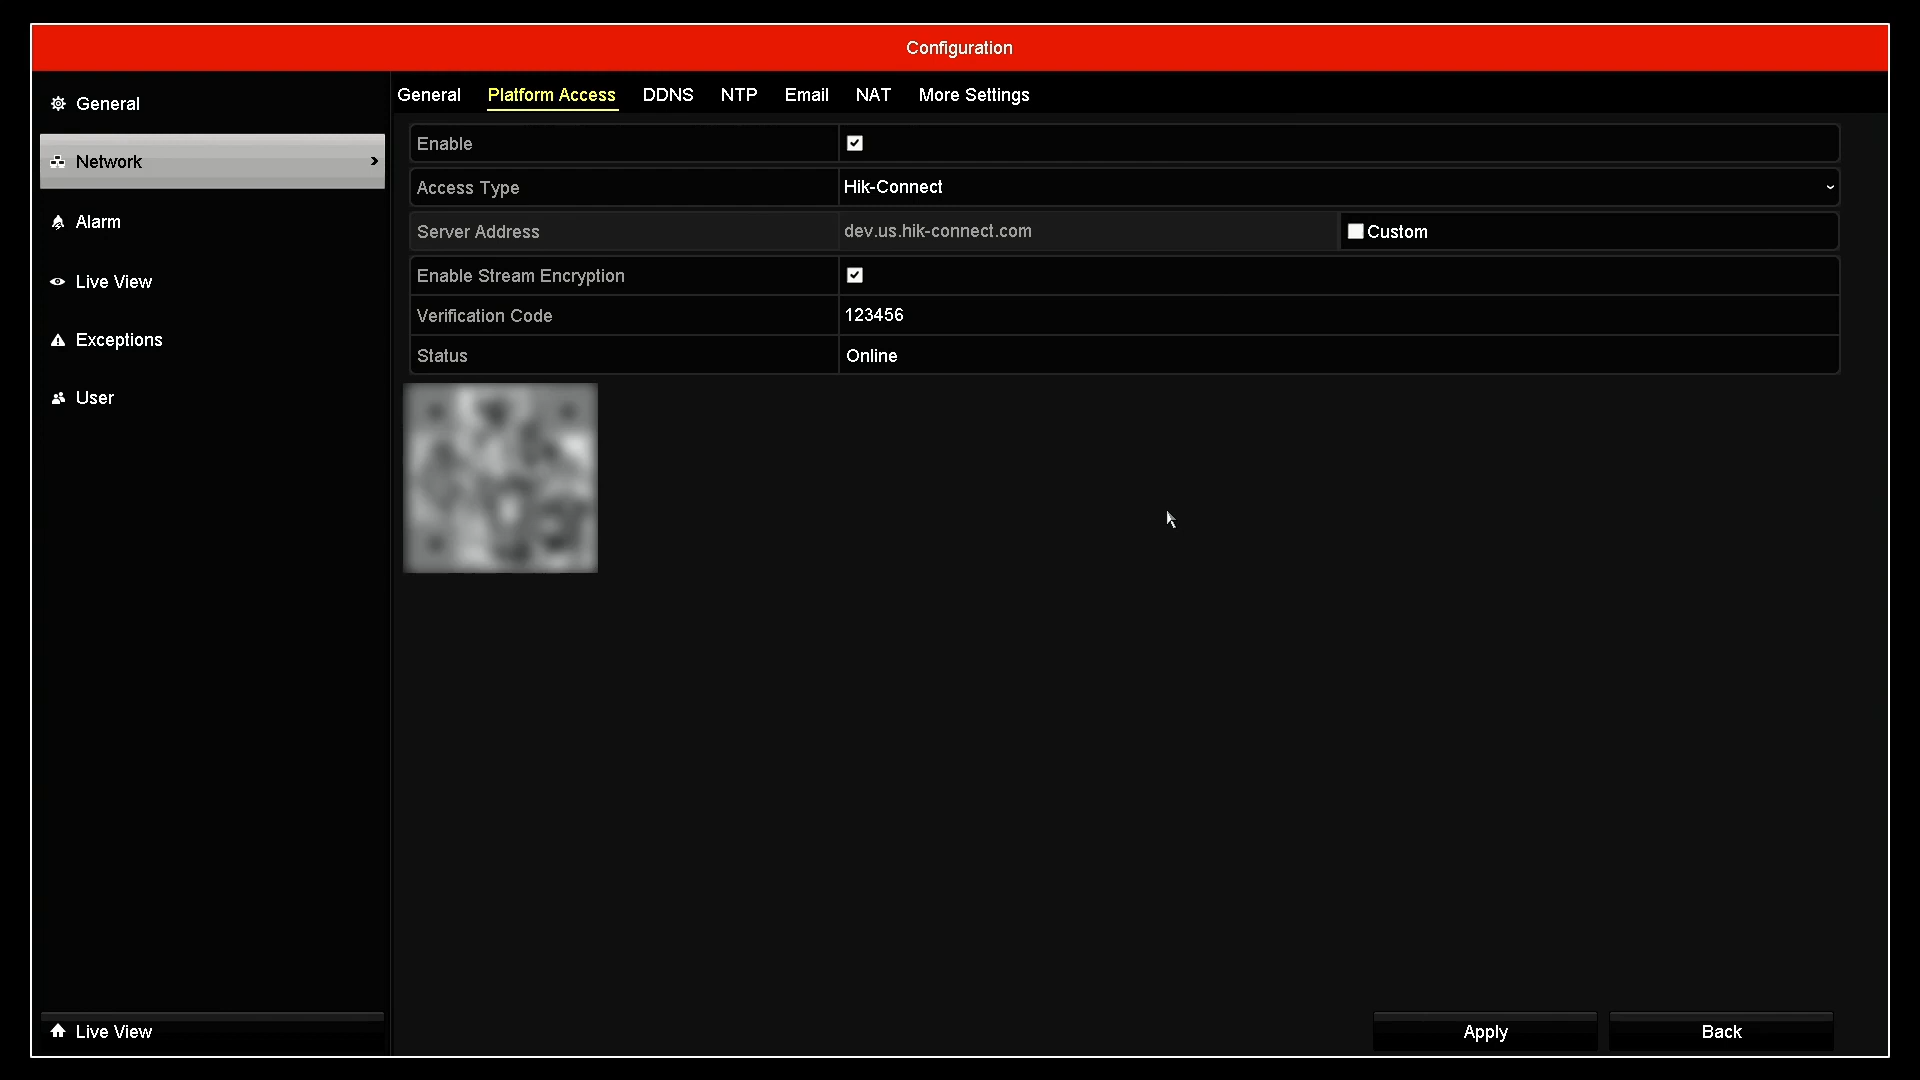 Configuration
General
Network
Alarm
Live View
Exceptions
User
Live View
General Platform Access DDNS NTP Email NAT More Settings
Enable
Access Type Hik-Connect
Server Address dev.us.hik-connect.com Custom
Enable Stream Encryption
Verification Code 123456
Status Online
Apply Back